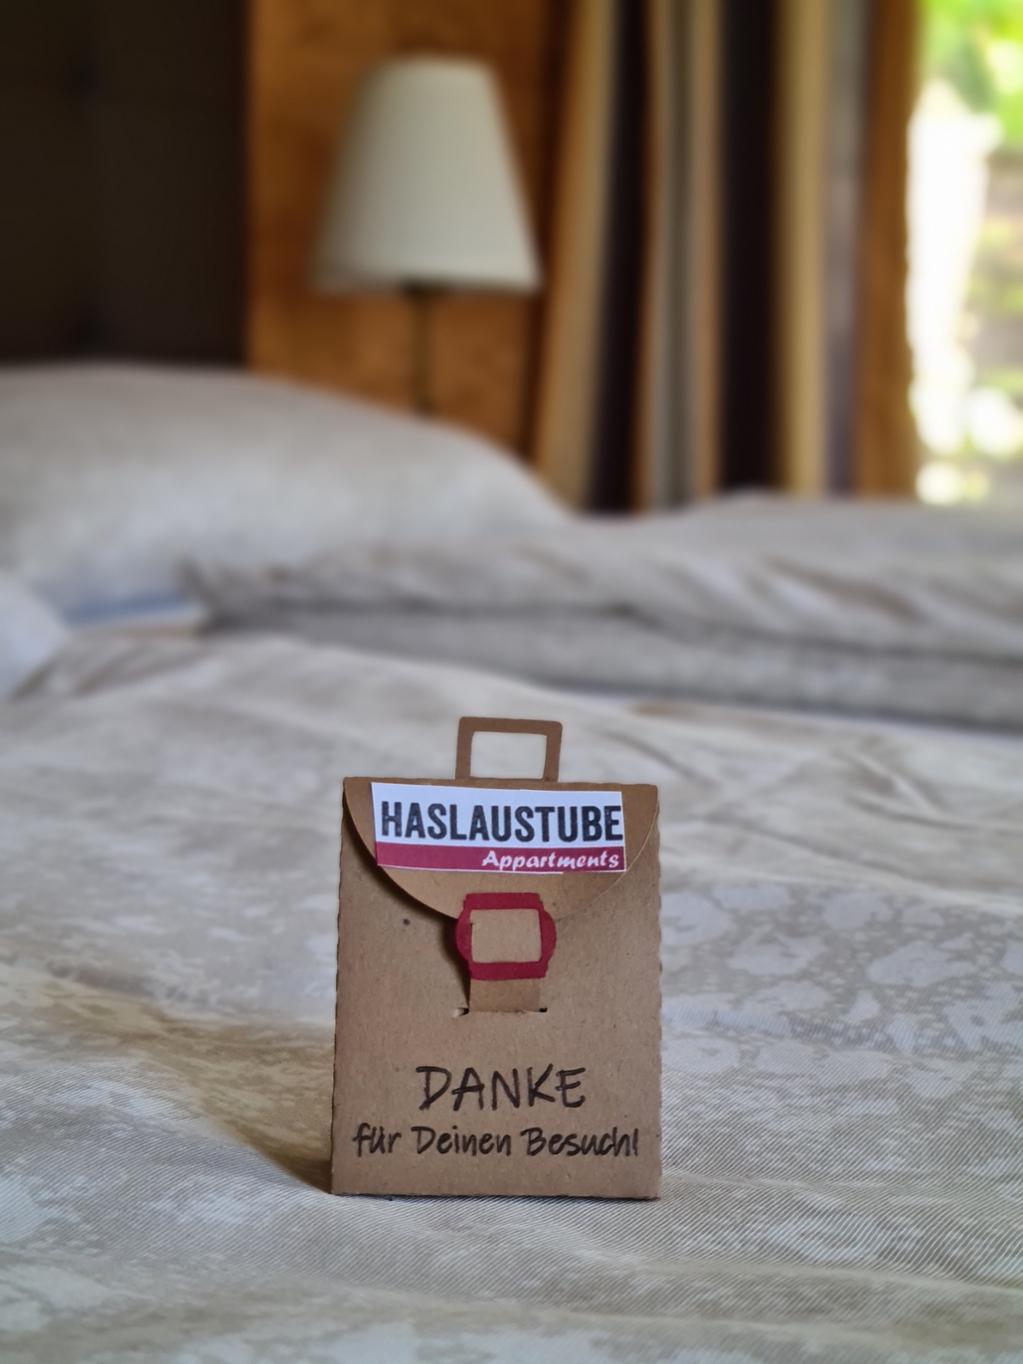 HASLAUSTUBE
Appartments
DANKE
für Deinen Besuch!